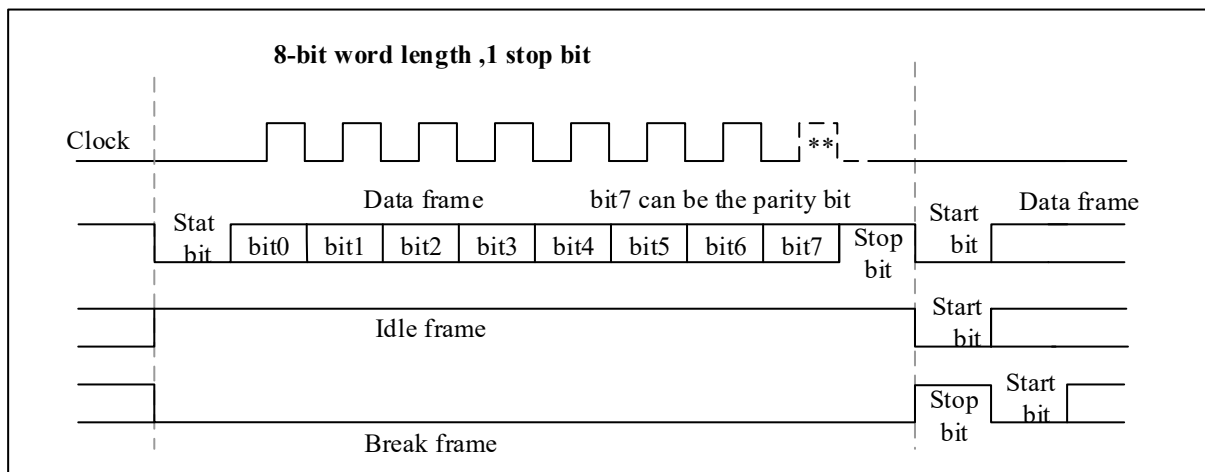 8-bit word length ,1 stop bit
Clock
**
Data frame
bit7 can be the parity bit
Stat
bit
bit0
bit1
bit2
bit3
bit4
bit5
bit6
bit7
Stop
bit
Start
bit
Data frame
Idle frame
Start
bit
Break frame
Stop
bit
Start
bit